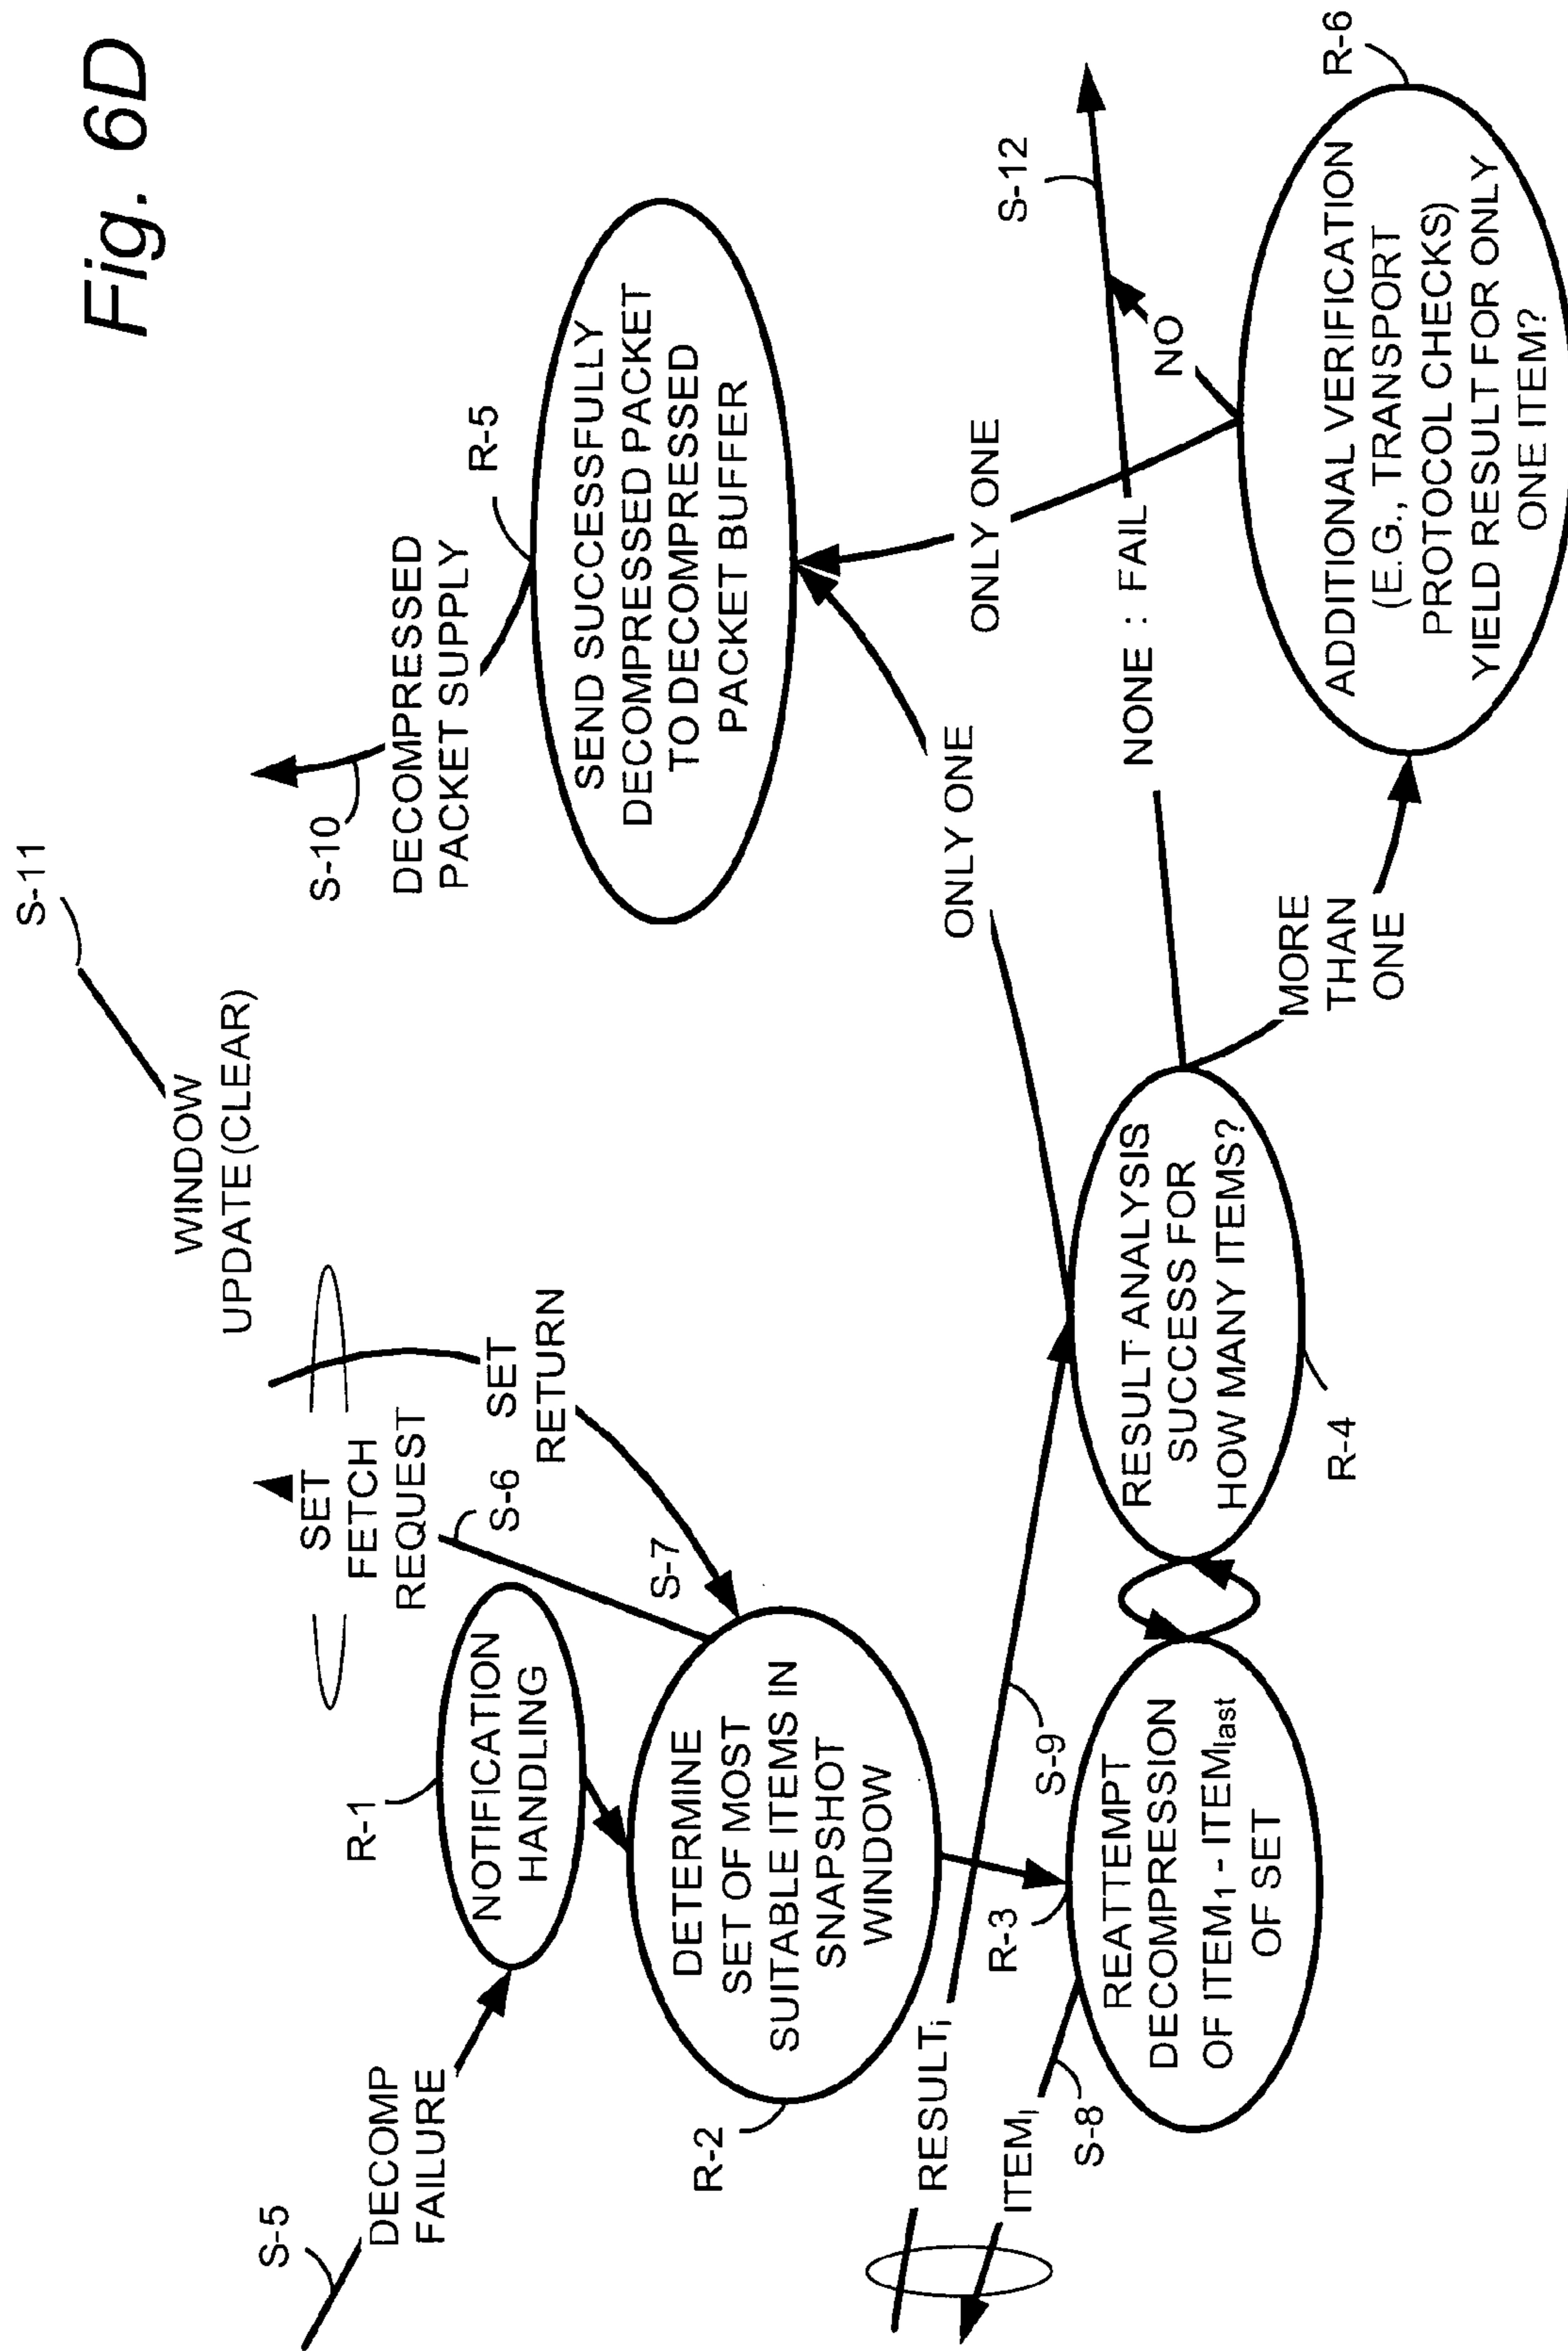 Fig. 6D
S-11
WINDOW
UPDATE (CLEAR)
S-5
DECOMP
FAILURE
R-1
NOTIFICATION
HANDLING
SET
FETCH
REQUEST
S-6
SET
RETURN
S-7
R-2
DETERMINE
SET OF MOST
SUITABLE ITEMS IN
SNAPSHOT
WINDOW
S-10
DECOMPRESSED
PACKET SUPPLY
R-5
SEND SUCCESSFULLY
DECOMPRESSED PACKET
TO DECOMPRESSED
PACKET BUFFER
RESULTi
ITEMI
S-8
R-3
S-9
REATTEMPT
DECOMPRESSION
OF ITEM1 - ITEMlast
OF SET
RESULT ANALYSIS
SUCCESS FOR
HOW MANY ITEMS?
R-4
ONLY ONE
ONLY ONE
NONE : FAIL
S-12
NO
MORE
THAN
ONE
R-6
ADDITIONAL VERIFICATION
(E.G., TRANSPORT
PROTOCOL CHECKS)
YIELD RESULT FOR ONLY
ONE ITEM?